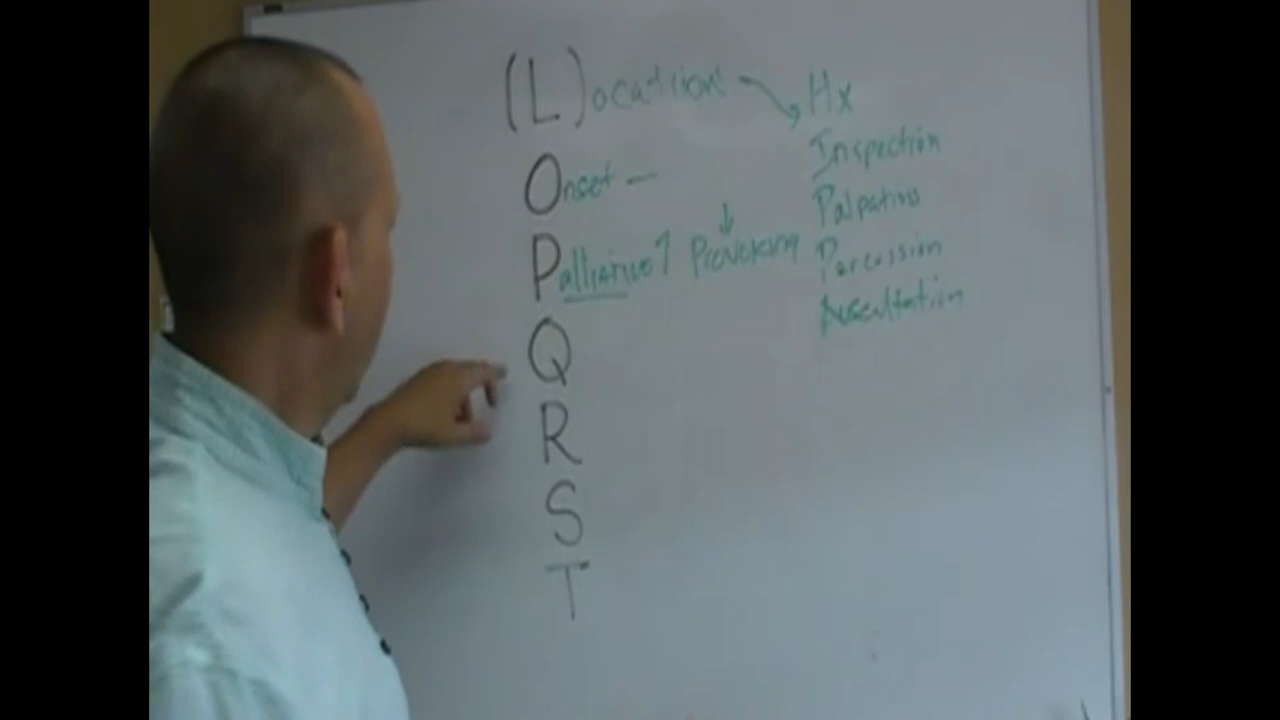 (L)ocation → Hx
Inspection
Onset —
Palpation
Palliative↑ ↓Provoking
Percussion
Auscultation
Q
R
S
T